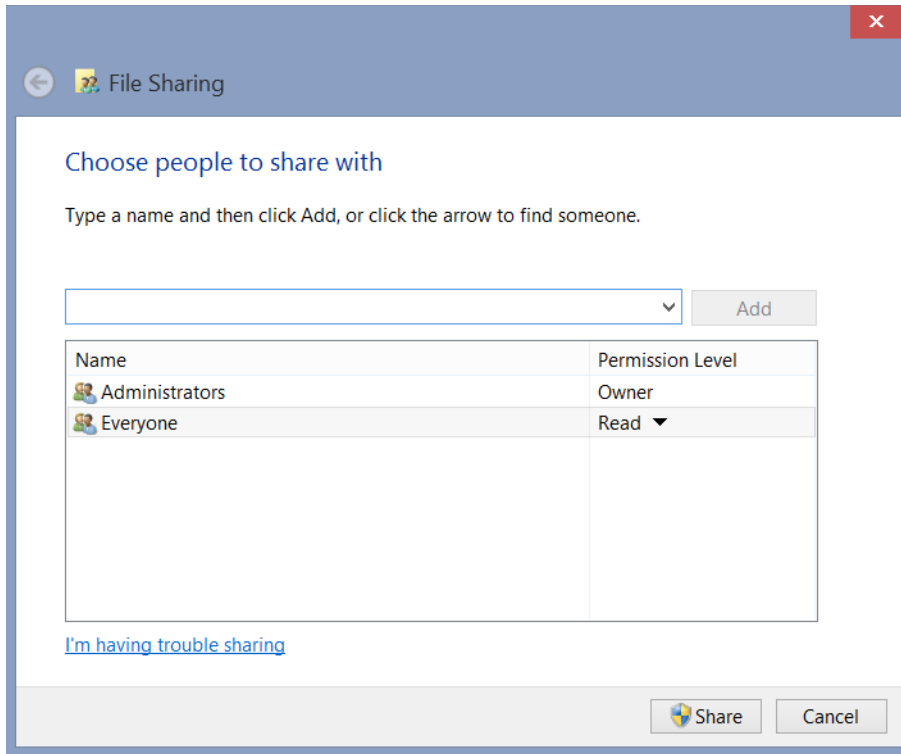 File Sharing
Choose people to share with
Type a name and then click Add, or click the arrow to find someone.
Add
Name Permission Level
Administrators Owner
Everyone Read
I'm having trouble sharing
Share Cancel